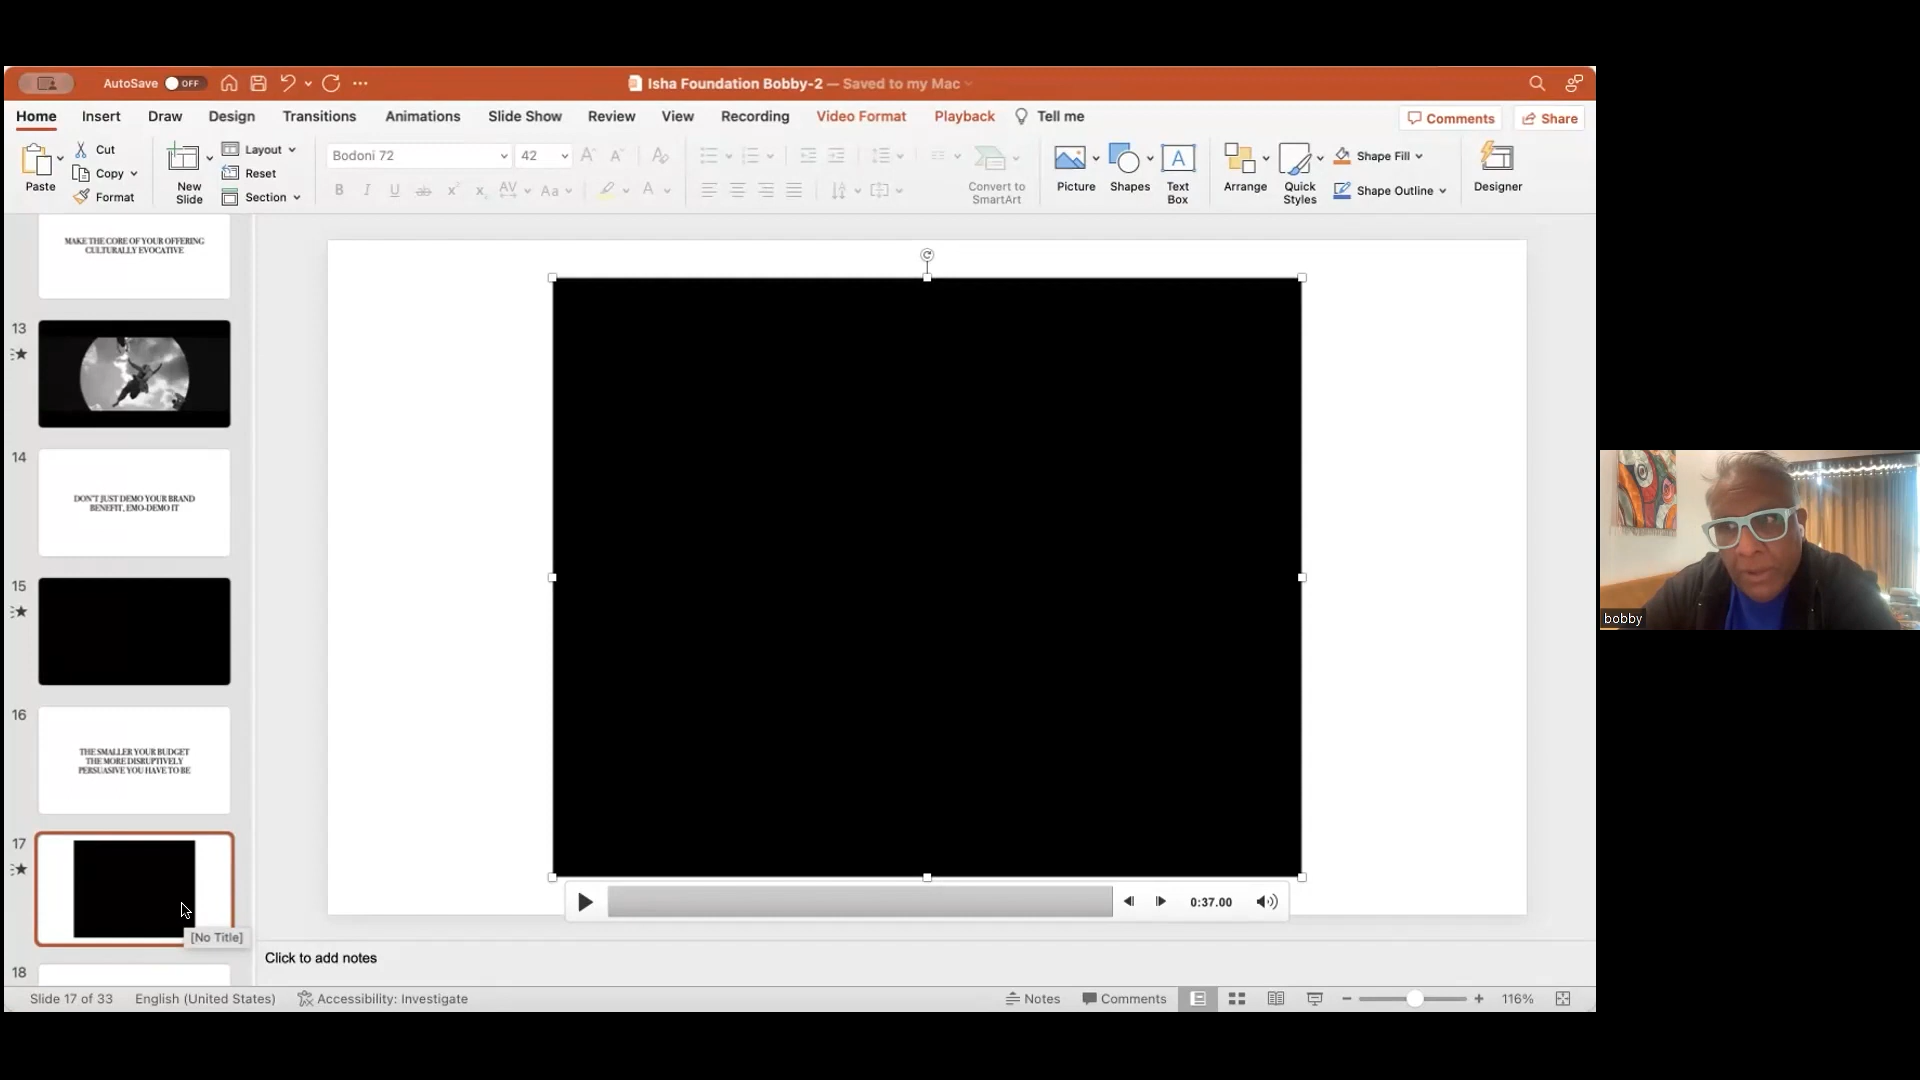 AutoSave OFF
Isha Foundation Bobby-2 — Saved to my Mac
Home Insert Draw Design Transitions Animations Slide Show Review View Recording Video Format Playback Tell me
Comments Share
Paste
Cut
Copy
Format
New
Slide
Layout
Reset
Section
Bodoni 72 42
Convert to
SmartArt
Picture
Shapes
Text
Box
Arrange
Quick
Styles
Shape Fill
Shape Outline
Designer
MAKE THE CORE OF YOUR OFFERING
CULTURALLY EVOCATIVE
13
14
DON'T JUST DEMO YOUR BRAND
BENEFIT, EMO-DEMO IT
15
16
THE SMALLER YOUR BUDGET
THE MORE DISRUPTIVELY
PERSUASIVE YOU HAVE TO BE
17
[No Title]
18
0:37.00
Click to add notes
Slide 17 of 33 English (United States) Accessibility: Investigate Notes Comments 116%
bobby